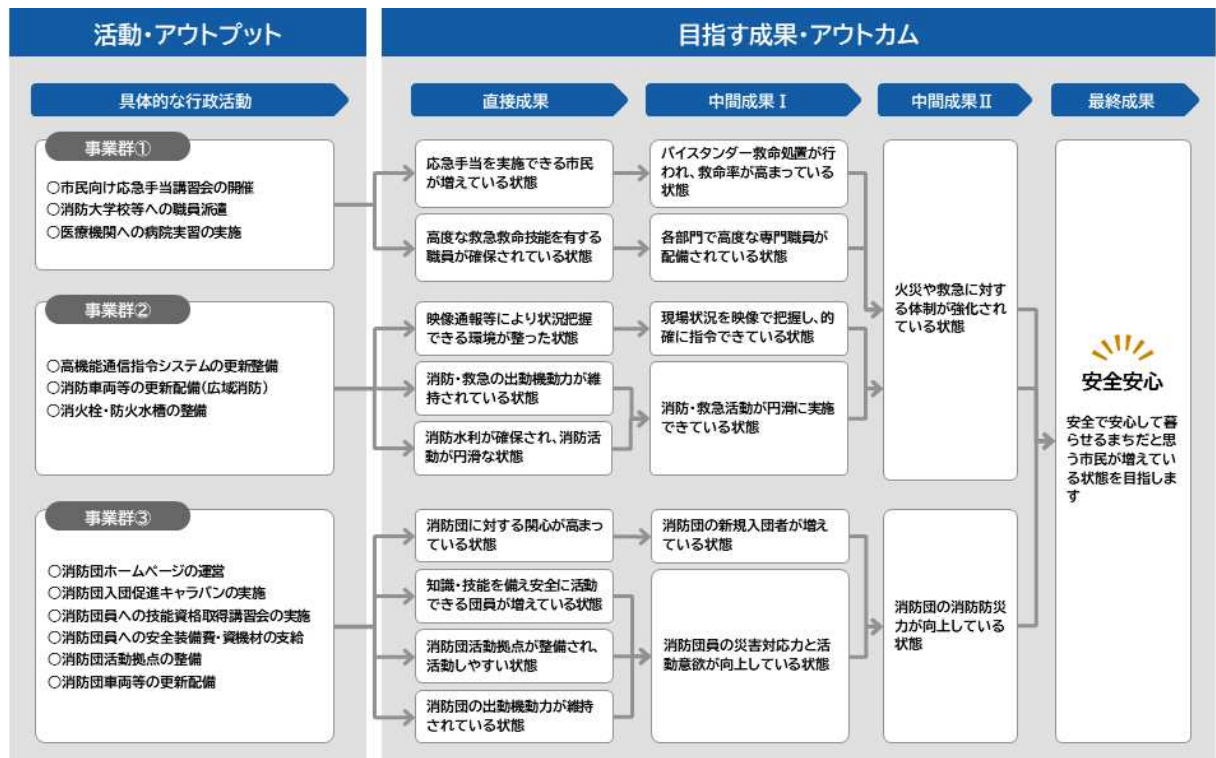 活動・アウトプット
目指す成果・アウトカム
具体的な行政活動
直接成果
中間成果Ⅰ
中間成果Ⅱ
最終成果
事業群①
○市民向け応急手当講習会の開催
○消防大学校等への職員派遣
○医療機関への病院実習の実施
応急手当を実施できる市民
が増えている状態
高度な救急救命技能を有する
職員が確保されている状態
バイスタンダー救命処置が行
われ、救命率が高まっている
状態
各部門で高度な専門職員が
配備されている状態
事業群②
○高機能通信指令システムの更新整備
○消防車両等の更新配備(広域消防)
○消火栓・防火水槽の整備
映像通報等により状況把握
できる環境が整った状態
消防・救急の出動機動力が維
持されている状態
消防水利が確保され、消防活
動が円滑な状態
現場状況を映像で把握し、的
確に指令できている状態
消防・救急活動が円滑に実施
できている状態
火災や救急に対す
る体制が強化され
ている状態
事業群③
○消防団ホームページの運営
○消防団入団促進キャラバンの実施
○消防団員への技能資格取得講習会の実施
○消防団員への安全装備費・資機材の支給
○消防団活動拠点の整備
○消防団車両等の更新配備
消防団に対する関心が高まっ
ている状態
知識・技能を備え安全に活動
できる団員が増えている状態
消防団活動拠点が整備され、
活動しやすい状態
消防団の出動機動力が維持
されている状態
消防団の新規入団者が増え
ている状態
消防団員の災害対応力と活
動意欲が向上している状態
消防団の消防防災
力が向上している
状態
安全安心
安全で安心して暮
らせるまちだと思
う市民が増えてい
る状態を目指しま
す